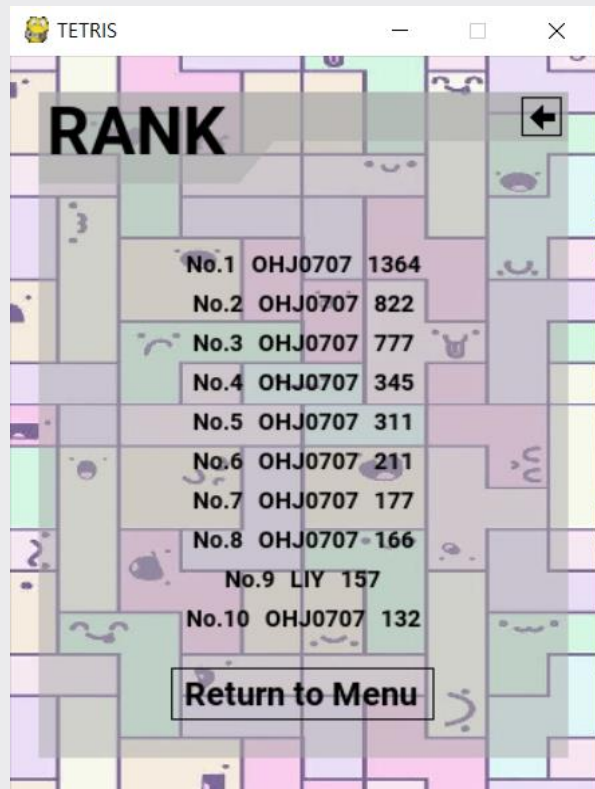 TETRIS
RANK
No.1 OHJ0707 1364
No.2 OHJ0707 822
No.3 OHJ0707 777
No.4 OHJ0707 345
No.5 OHJ0707 311
No.6 OHJ0707 211
No.7 OHJ0707 177
No.8 OHJ0707 166
No.9 LIY 157
No.10 OHJ0707 132
Return to Menu